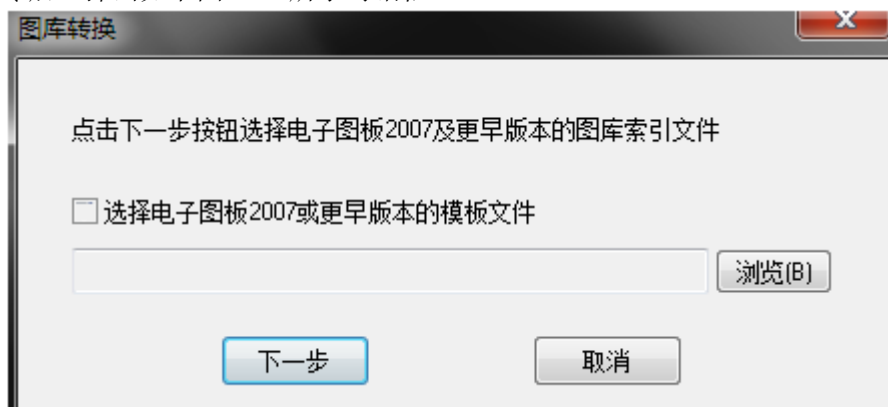 图库转换
点击下一步按钮选择电子图板2007及更早版本的图库索引文件
选择电子图板2007或更早版本的模板文件
浏览(B)
下一步 取消